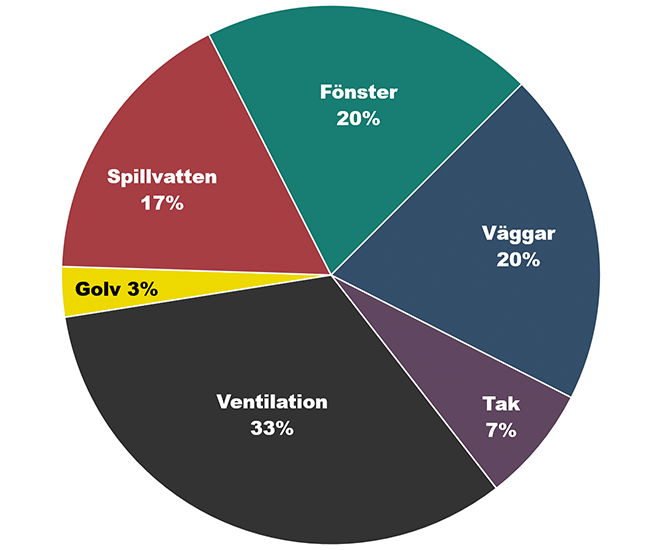 Fönster
20%
Spillvatten
17%
Väggar
20%
Golv 3%
Ventilation
33%
Tak
7%